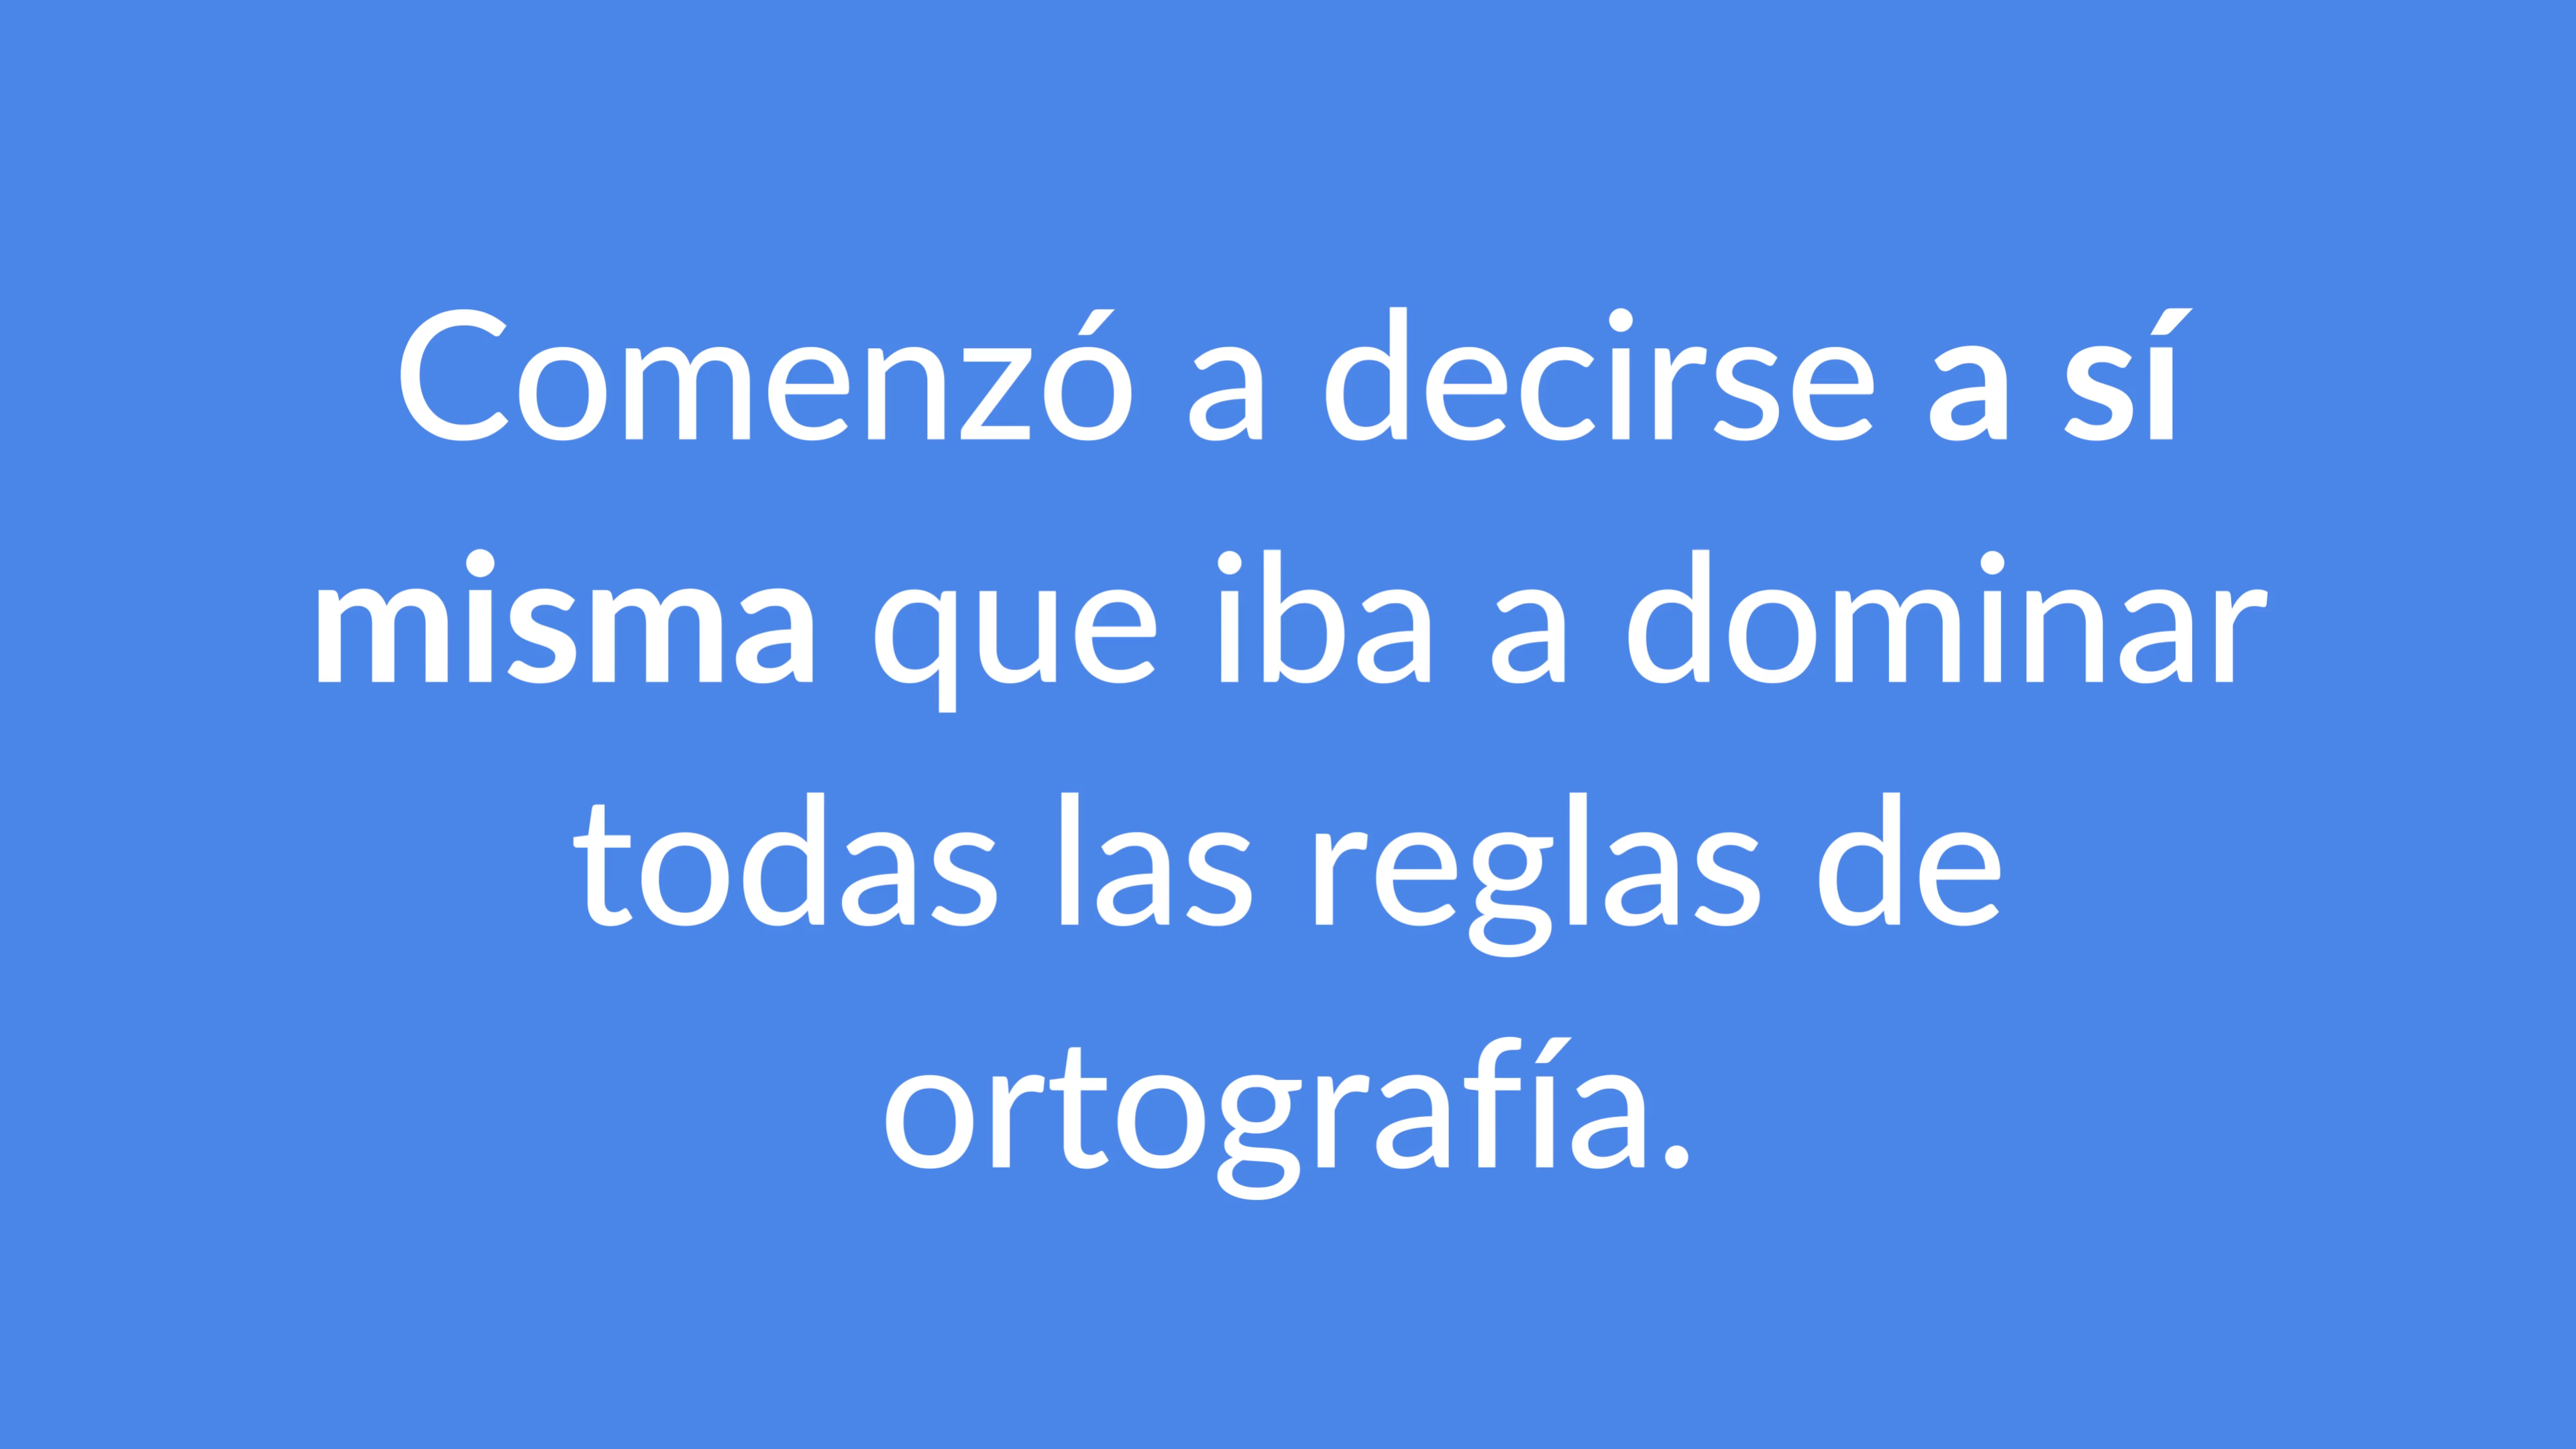 Comenzó a decirse a sí
misma que iba a dominar
todas las reglas de
ortografía.